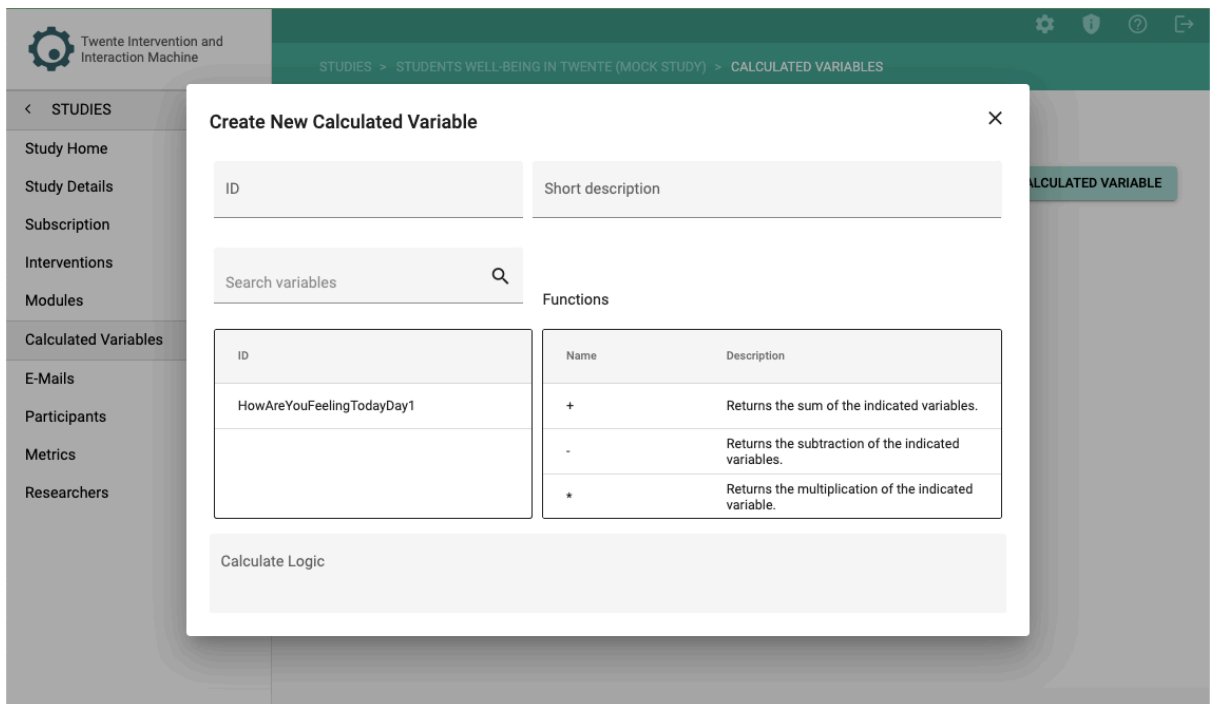 Twente Intervention and
Interaction Machine
STUDIES > STUDENTS WELL-BEING IN TWENTE (MOCK STUDY) > CALCULATED VARIABLES
< STUDIES
Study Home
Study Details
Subscription
Interventions
Modules
Calculated Variables
E-Mails
Participants
Metrics
Researchers
ALCULATED VARIABLE
Create New Calculated Variable
ID
Short description
Search variables
Functions
ID
HowAreYouFeelingTodayDay1
Name Description
+ Returns the sum of the indicated variables.
- Returns the subtraction of the indicated
variables.
* Returns the multiplication of the indicated
variable.
Calculate Logic